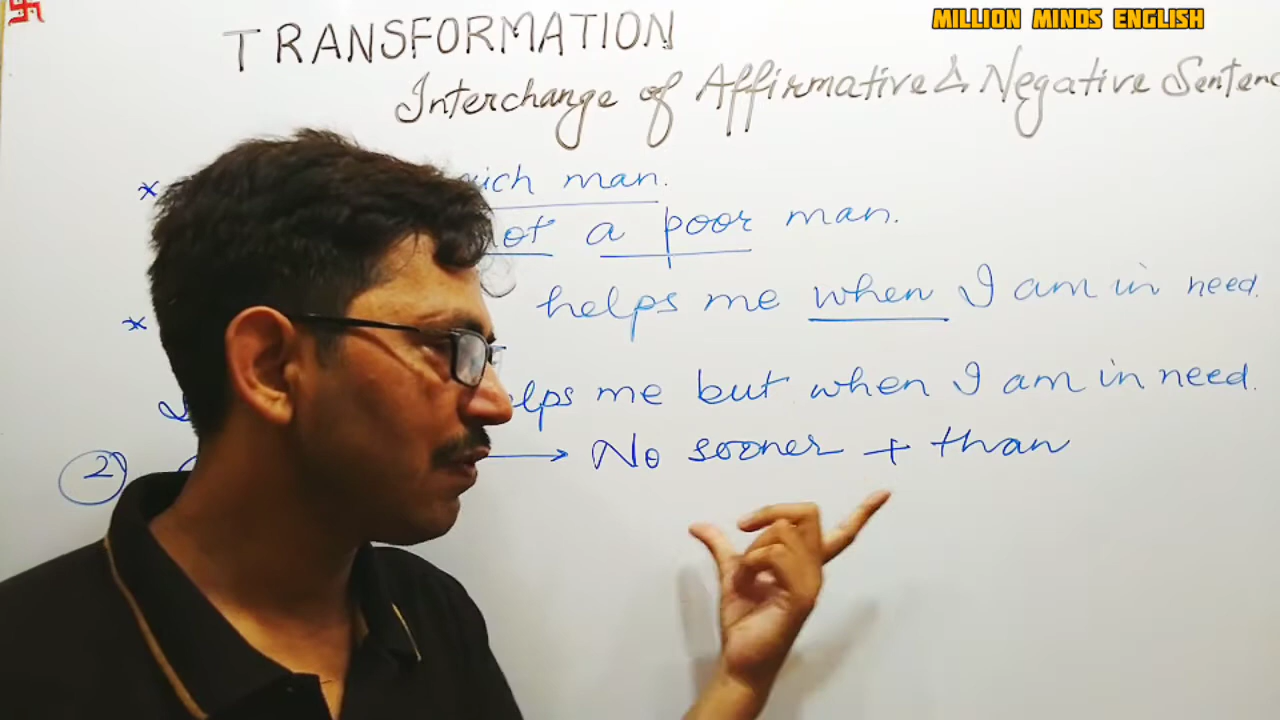 MILLION MINDS ENGLISH
TRANSFORMATION
Interchange of Affirmative & Negative Sentenc
* rich man.
not a poor man.
* helps me when I am in need.
helps me but when I am in need.
2) → No sooner + than